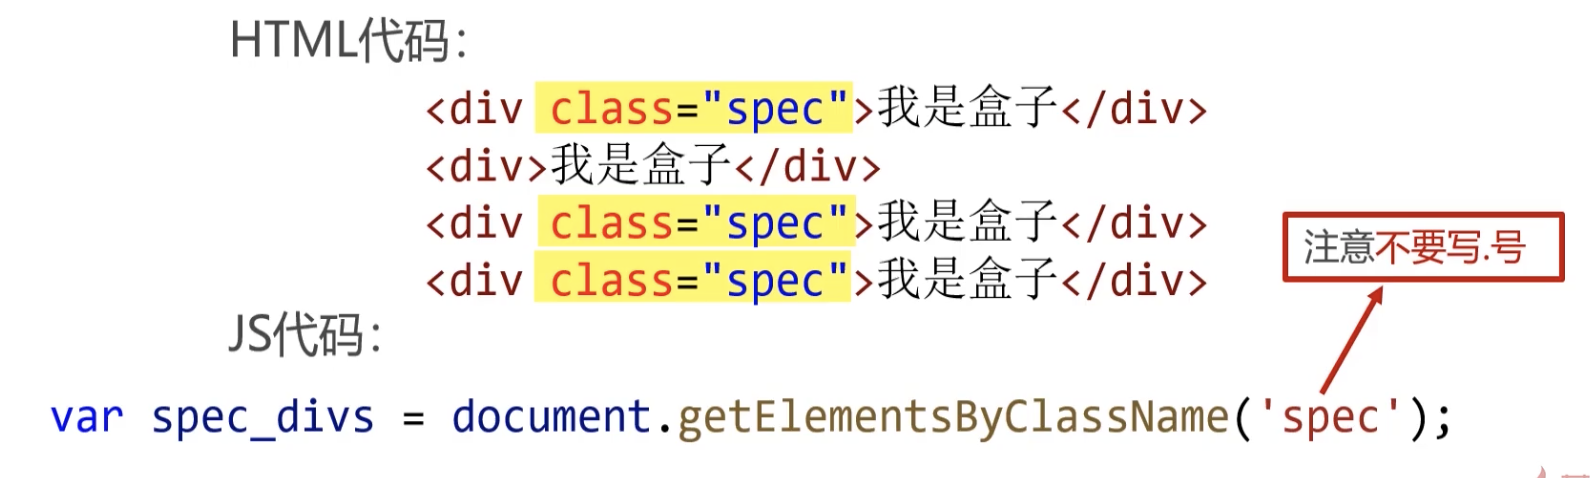 HTML代码：
<div class="spec">我是盒子</div>
<div>我是盒子</div>
<div class="spec">我是盒子</div>
<div class="spec">我是盒子</div>
注意不要写.号
JS代码：
var spec_divs = document.getElementsByClassName('spec');